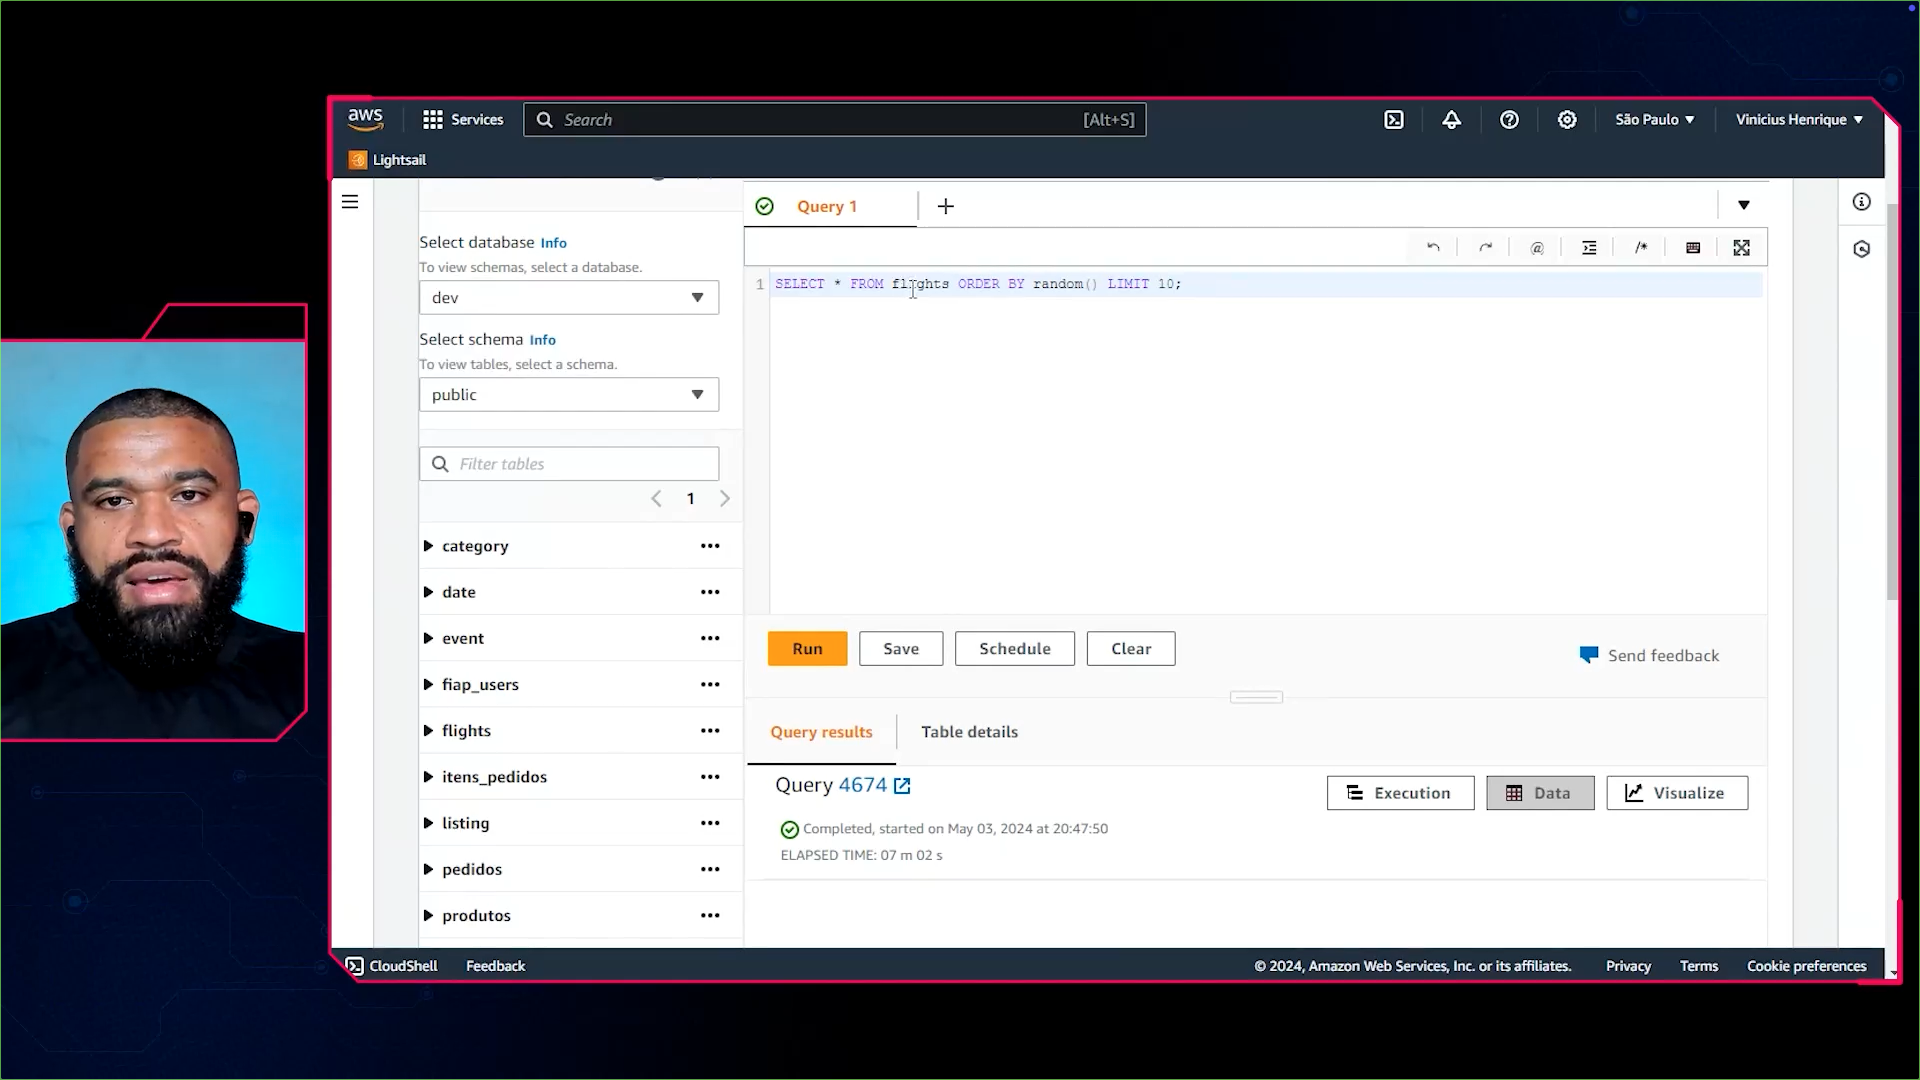 aws
Services
Search
[Alt+S]
São Paulo
Vinicius Henrique
Lightsail
Select database Info
To view schemas, select a database.
dev
Select schema Info
To view tables, select a schema.
public
Filter tables
1
category
date
event
fiap_users
flights
itens_pedidos
listing
pedidos
produtos
Query 1
@
/*
1 SELECT * FROM flights ORDER BY random() LIMIT 10;
Run
Save
Schedule
Clear
Send feedback
Query results
Table details
Query 4674
Execution
Data
Visualize
Completed, started on May 03, 2024 at 20:47:50
ELAPSED TIME: 07 m 02 s
CloudShell
Feedback
© 2024, Amazon Web Services, Inc. or its affiliates.
Privacy
Terms
Cookie preferences